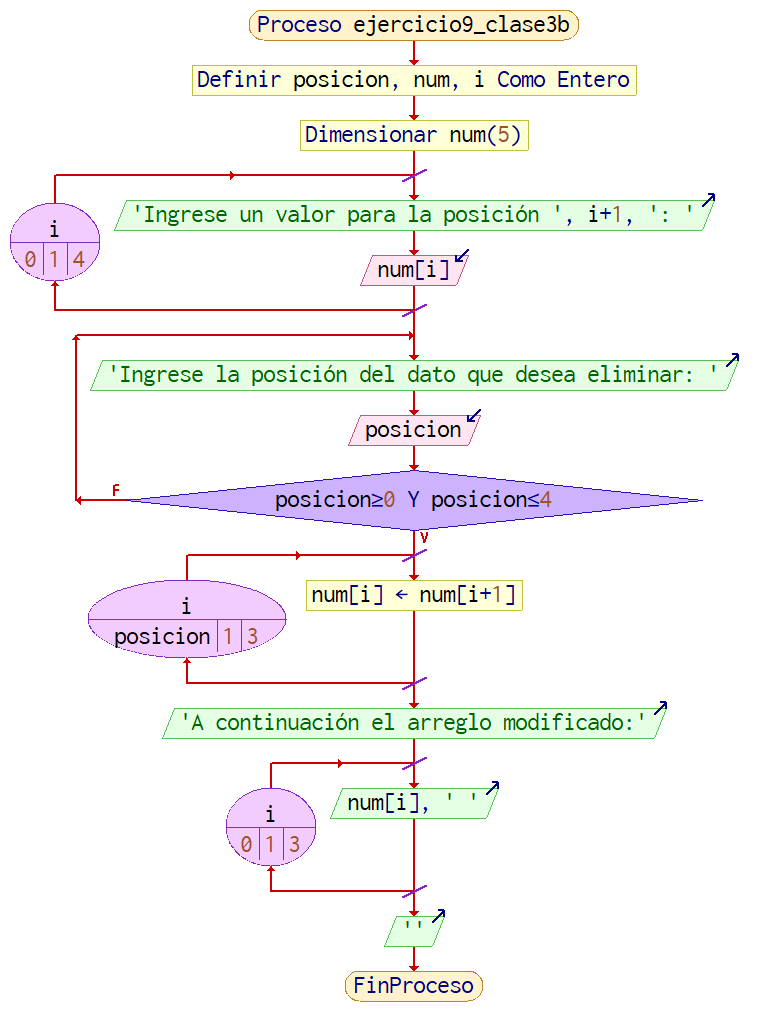 Proceso ejercicio9_clase3b
Definir posicion, num, i Como Entero
Dimensionar num(5)
i
0 1 4
'Ingrese un valor para la posición ', i+1, ': '
num[i]
'Ingrese la posición del dato que desea eliminar: '
posicion
posicion≥0 Y posicion≤4
F
V
i
posicion 1 3
num[i] ← num[i+1]
'A continuación el arreglo modificado:'
i
0 1 3
num[i], ' '
''
FinProceso